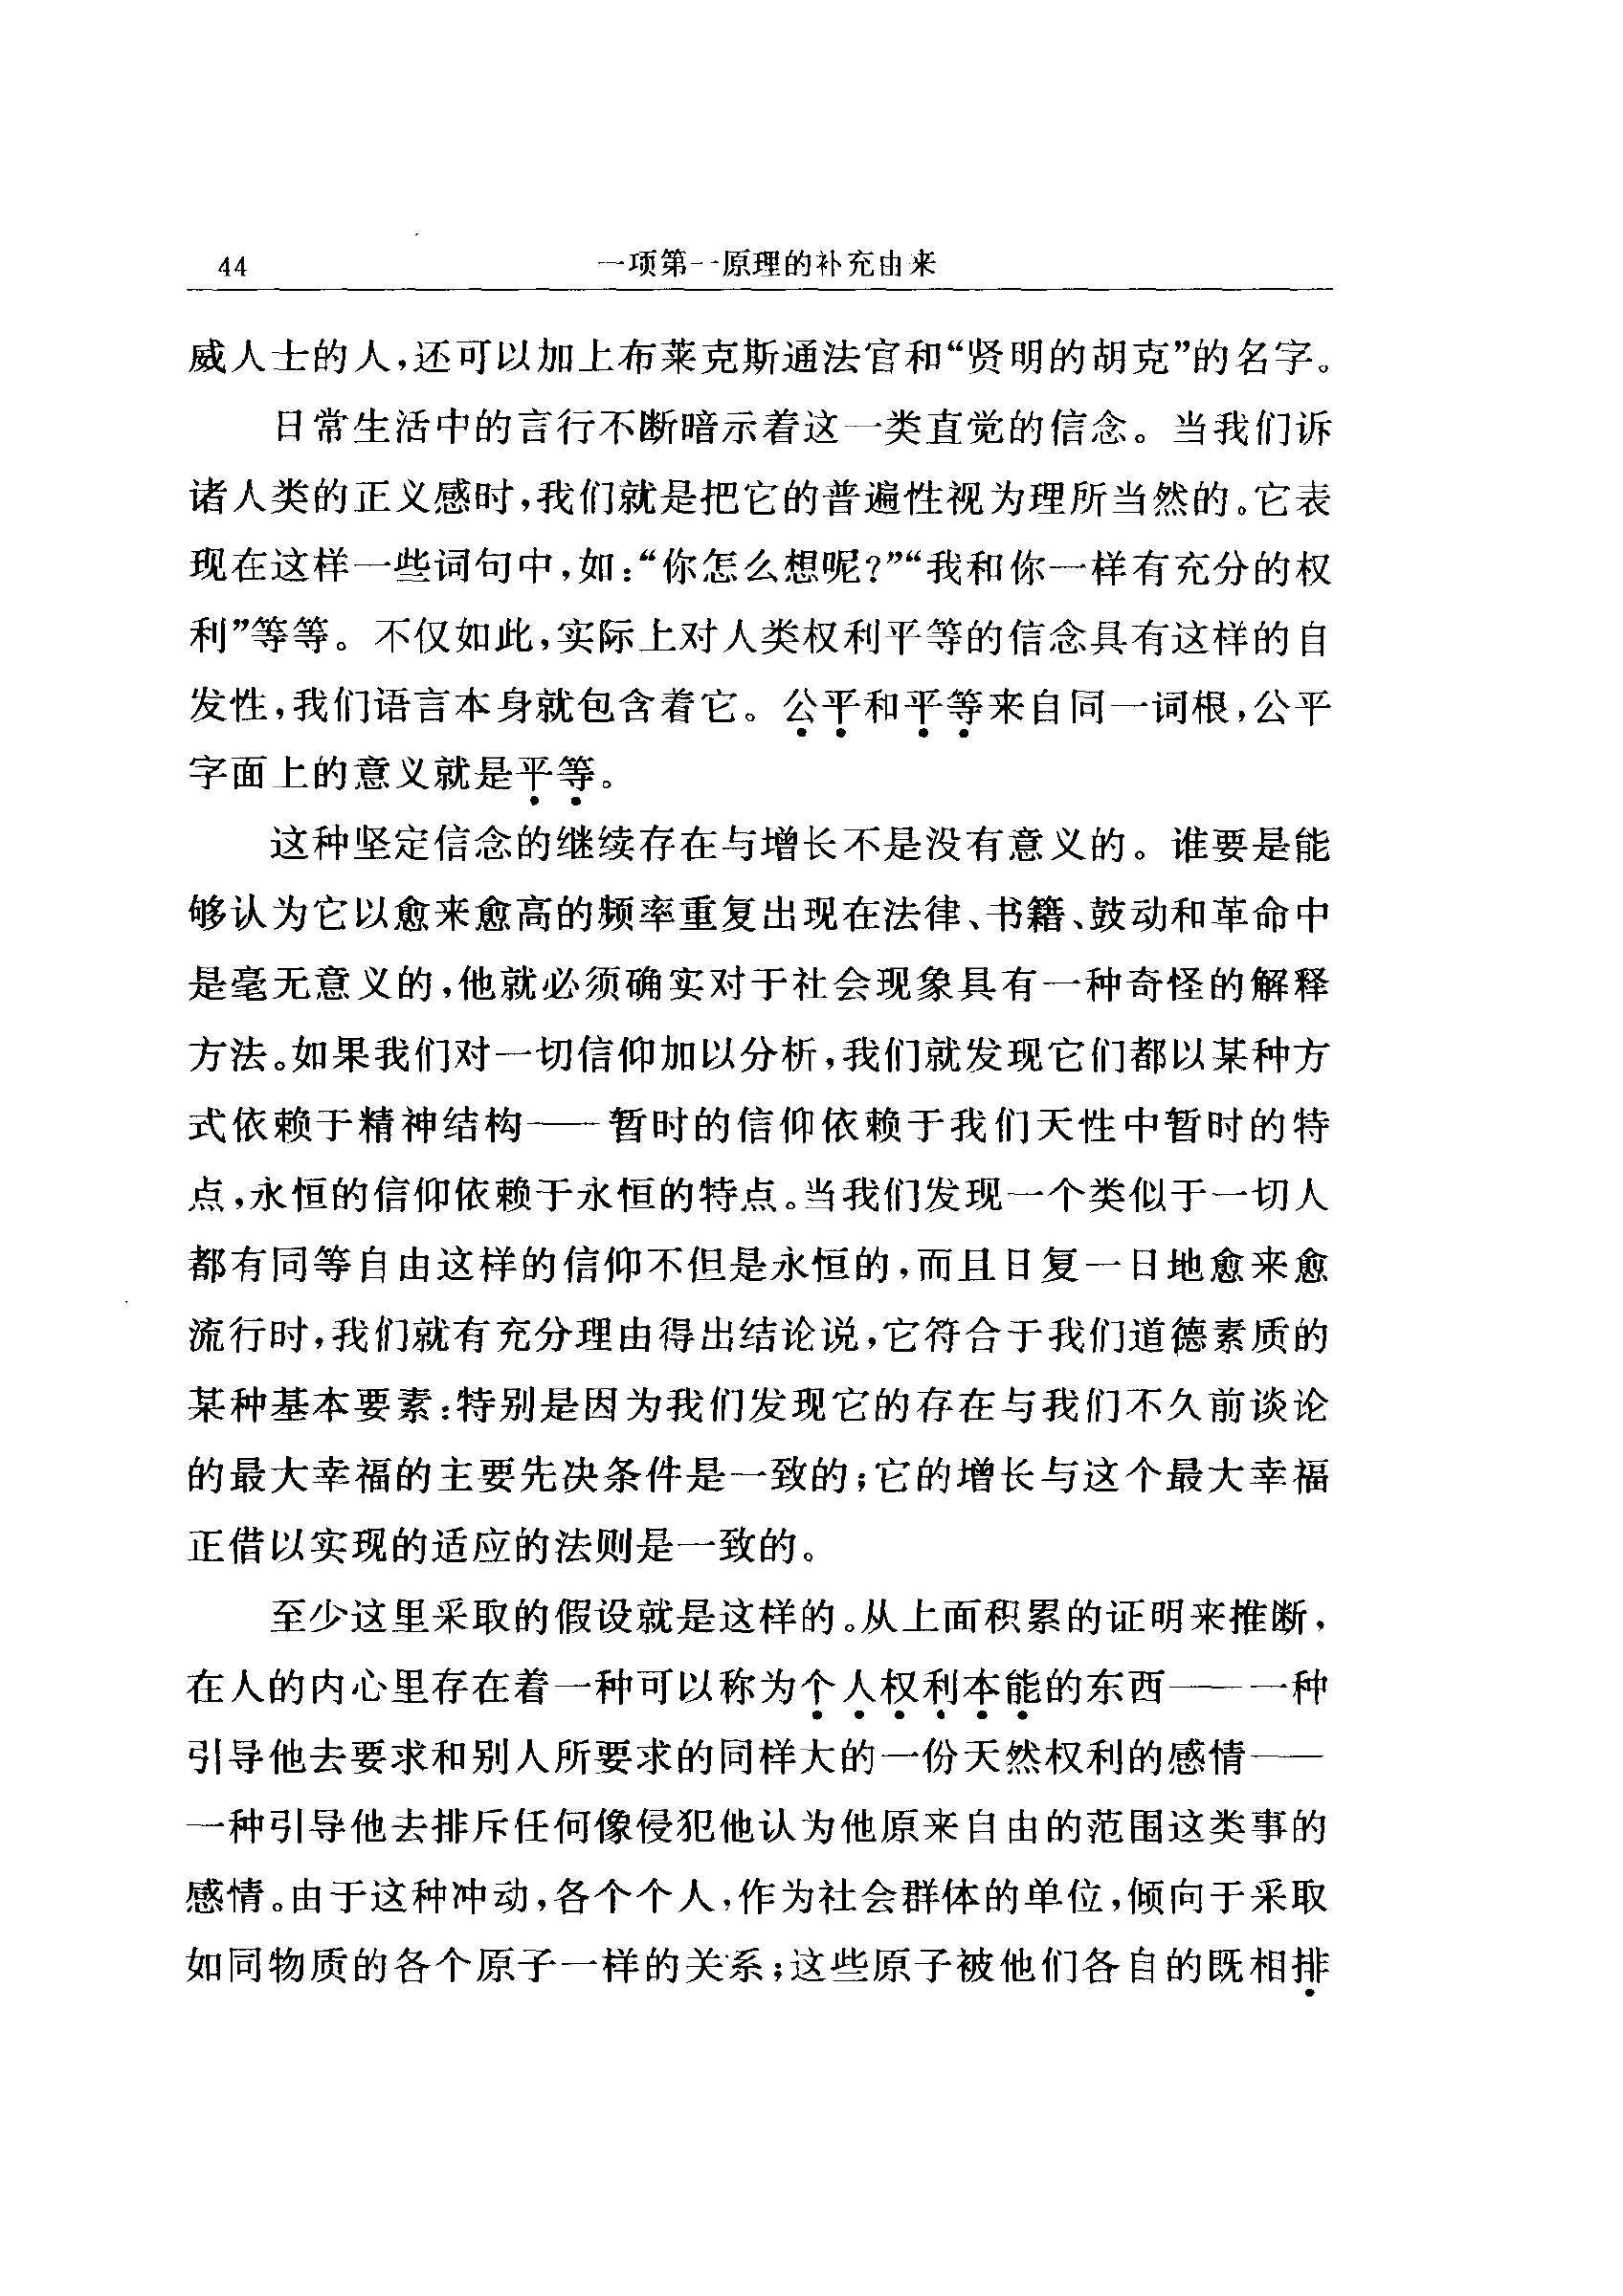 44 一项第一原理的补充由来
威人士的人,还可以加上布莱克斯通法官和“贤明的胡克”的名字。
日常生活中的言行不断暗示着这一类直觉的信念。当我们诉
诸人类的正义感时,我们就是把它的普遍性视为理所当然的。它表
现在这样一些词句中,如:“你怎么想呢?”“我和你一样有充分的权
利”等等。不仅如此,实际上对人类权利平等的信念具有这样的自
发性,我们语言本身就包含着它。公平和平等来自同一词根,公平
字面上的意义就是平等。
这种坚定信念的继续存在与增长不是没有意义的。谁要是能
够认为它以愈来愈高的频率重复出现在法律、书籍、鼓动和革命中
是毫无意义的,他就必须确实对于社会现象具有一种奇怪的解释
方法。如果我们对一切信仰加以分析,我们就发现它们都以某种方
式依赖于精神结构——暂时的信仰依赖于我们天性中暂时的特
点,永恒的信仰依赖于永恒的特点。当我们发现一个类似于一切人
都有同等自由这样的信仰不但是永恒的,而且日复一日地愈来愈
流行时,我们就有充分理由得出结论说,它符合于我们道德素质的
某种基本要素:特别是因为我们发现它的存在与我们不久前谈论
的最大幸福的主要先决条件是一致的;它的增长与这个最大幸福
正借以实现的适应的法则是一致的。
至少这里采取的假设就是这样的。从上面积累的证明来推断,
在人的内心里存在着一种可以称为个人权利本能的东西——一种
引导他去要求和别人所要求的同样大的一份天然权利的感情——
一种引导他去排斥任何像侵犯他认为他原来自由的范围这类事的
感情。由于这种冲动,各个个人,作为社会群体的单位,倾向于采取
如同物质的各个原子一样的关系;这些原子被他们各自的既相排